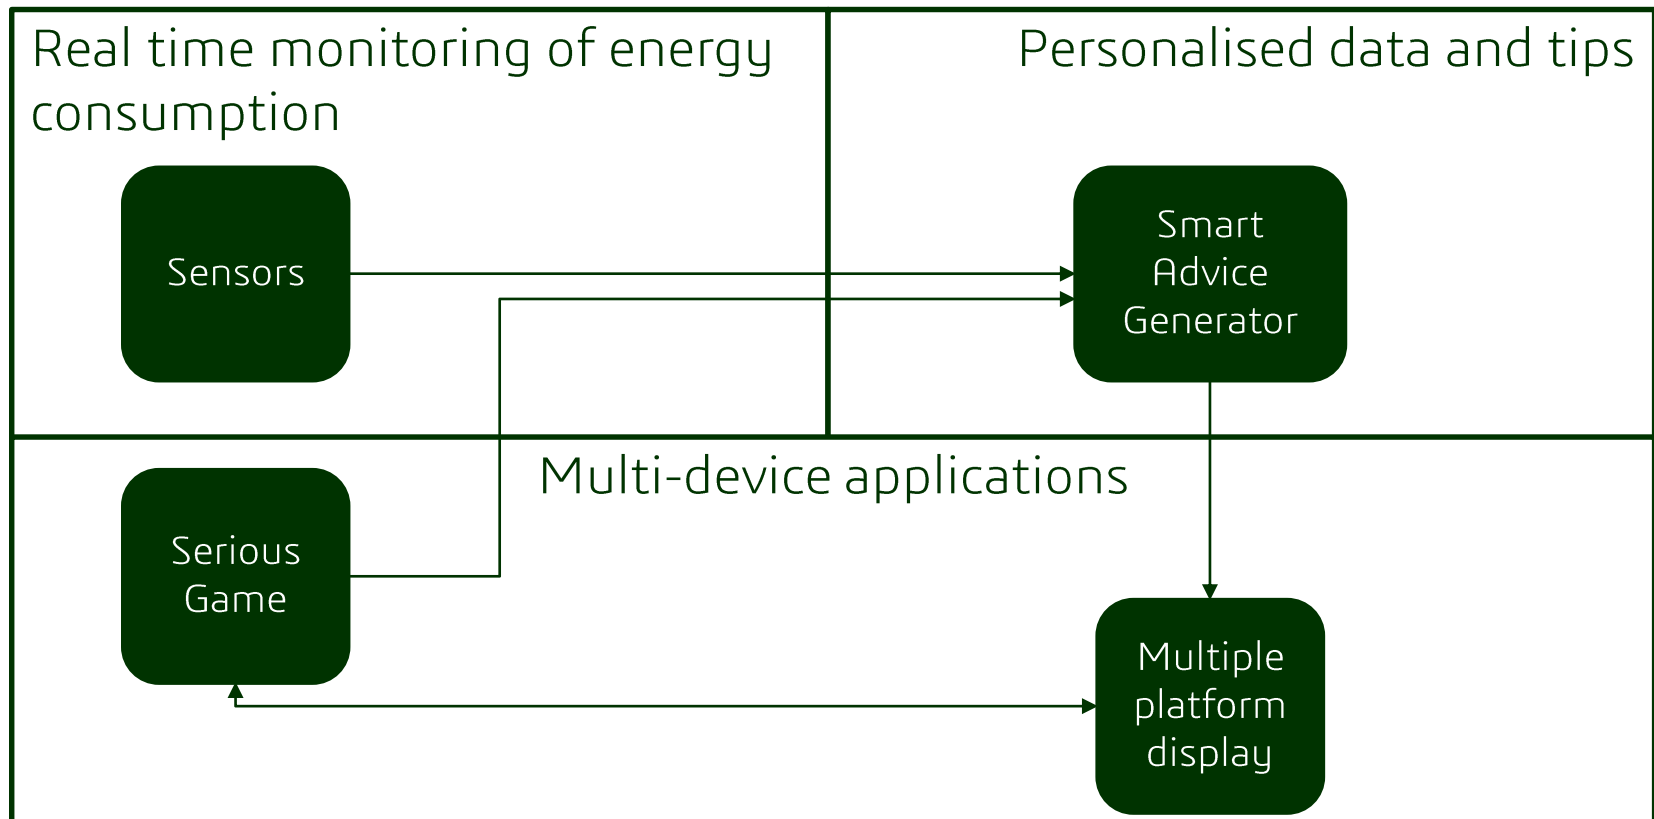 Real time monitoring of energy
consumption
Personalised data and tips
Sensors
Smart
Advice
Generator
Multi-device applications
Serious
Game
Multiple
platform
display